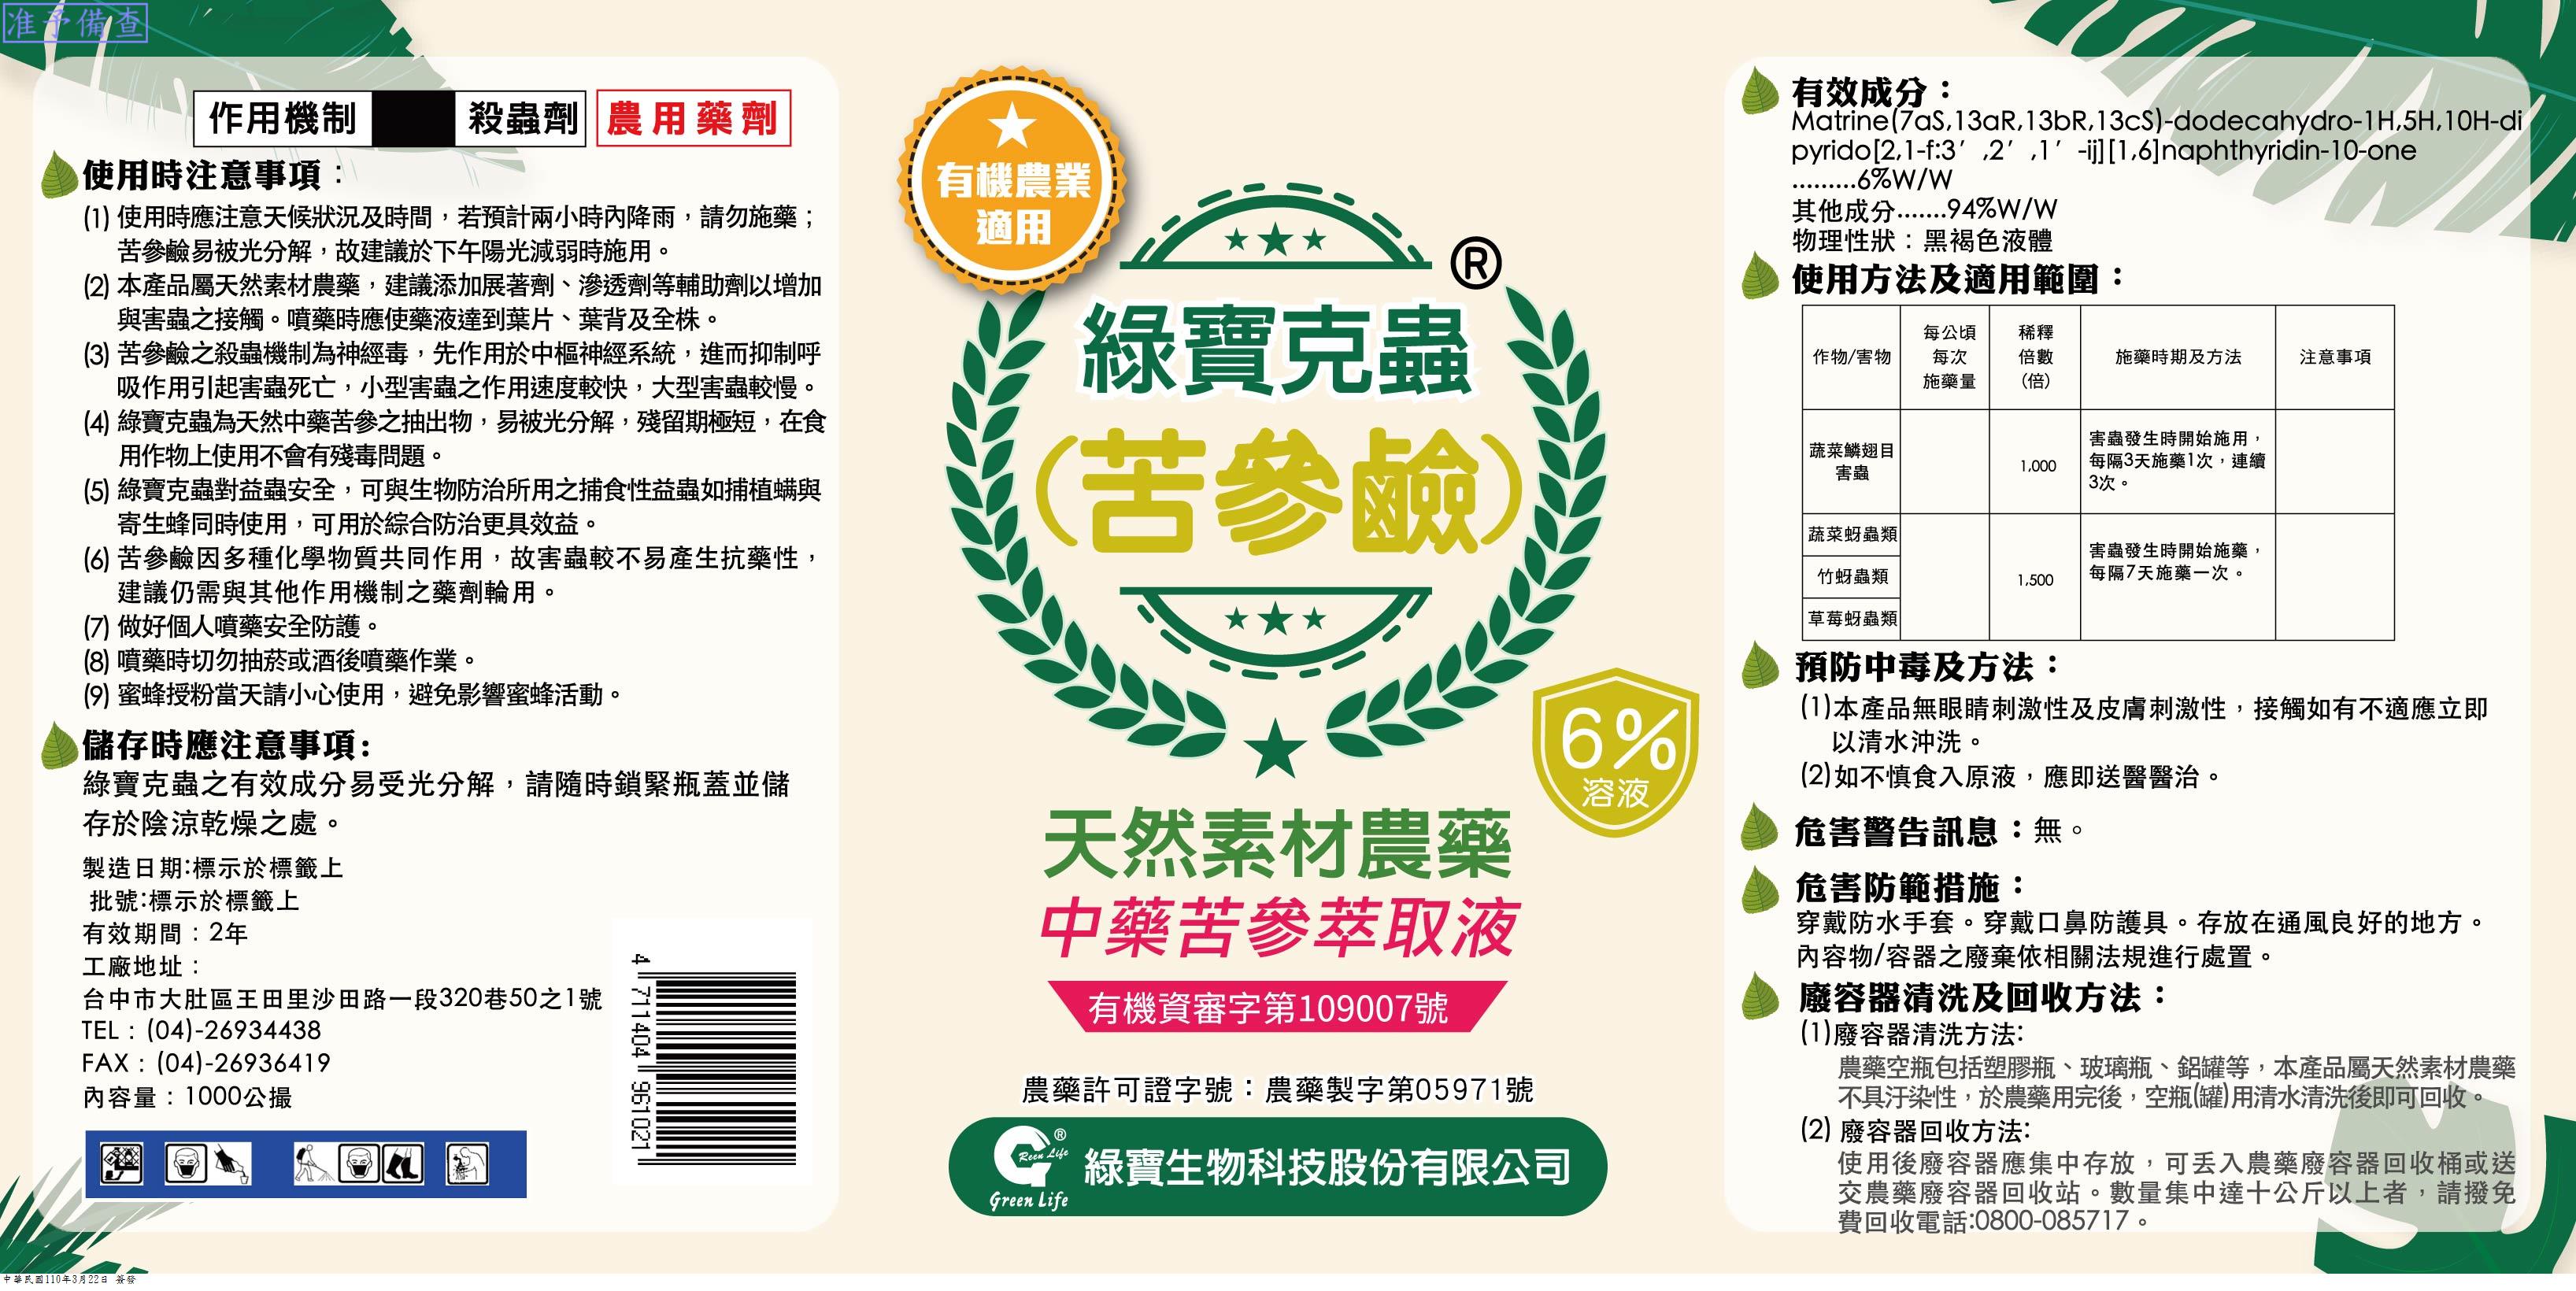 准予備查
作用機制 殺蟲劑 農用藥劑
使用時注意事項：
(1) 使用時應注意天候狀況及時間，若預計兩小時內降雨，請勿施藥；
苦參鹼易被光分解，故建議於下午陽光減弱時施用。
(2) 本產品屬天然素材農藥，建議添加展著劑、滲透劑等輔助劑以增加
與害蟲之接觸。噴藥時應使藥液達到葉片、葉背及全株。
(3) 苦參鹼之殺蟲機制為神經毒，先作用於中樞神經系統，進而抑制呼
吸作用引起害蟲死亡，小型害蟲之作用速度較快，大型害蟲較慢。
(4) 綠寶克蟲為天然中藥苦參之抽出物，易被光分解，殘留期極短，在食
用作物上使用不會有殘毒問題。
(5) 綠寶克蟲對益蟲安全，可與生物防治所用之捕食性益蟲如捕植蟎與
寄生蜂同時使用，可用於綜合防治更具效益。
(6) 苦參鹼因多種化學物質共同作用，故害蟲較不易產生抗藥性，
建議仍需與其他作用機制之藥劑輪用。
(7) 做好個人噴藥安全防護。
(8) 噴藥時切勿抽菸或酒後噴藥作業。
(9) 蜜蜂授粉當天請小心使用，避免影響蜜蜂活動。
儲存時應注意事項:
綠寶克蟲之有效成分易受光分解，請隨時鎖緊瓶蓋並儲
存於陰涼乾燥之處。
製造日期:標示於標籤上
批號:標示於標籤上
有效期間：2年
工廠地址：
台中市大肚區王田里沙田路一段320巷50之1號
TEL：(04)-26934438
FAX：(04)-26936419
內容量：1000公撮
4 711404 961021
中華民國110年3月22日 簽發
有機農業
適用
綠寶克蟲®
(苦參鹼)
6%
溶液
天然素材農藥
中藥苦參萃取液
有機資審字第109007號
農藥許可證字號：農藥製字第05971號
Reen Life ®
Green Life
綠寶生物科技股份有限公司
有效成分：
Matrine(7aS,13aR,13bR,13cS)-dodecahydro-1H,5H,10H-di
pyrido[2,1-f:3′,2′,1′-ij][1,6]naphthyridin-10-one
.........6%W/W
其他成分.......94%W/W
物理性狀：黑褐色液體
使用方法及適用範圍：
作物/害物 每公頃每次施藥量 稀釋倍數(倍) 施藥時期及方法 注意事項
蔬菜鱗翅目害蟲 1,000 害蟲發生時開始施用，每隔3天施藥1次，連續3次。
蔬菜蚜蟲類
竹蚜蟲類 1,500 害蟲發生時開始施藥，每隔7天施藥一次。
草莓蚜蟲類
預防中毒及方法：
(1)本產品無眼睛刺激性及皮膚刺激性，接觸如有不適應立即
以清水沖洗。
(2)如不慎食入原液，應即送醫醫治。
危害警告訊息：無。
危害防範措施：
穿戴防水手套。穿戴口鼻防護具。存放在通風良好的地方。
內容物/容器之廢棄依相關法規進行處置。
廢容器清洗及回收方法：
(1)廢容器清洗方法:
農藥空瓶包括塑膠瓶、玻璃瓶、鋁罐等，本產品屬天然素材農藥
不具汙染性，於農藥用完後，空瓶(罐)用清水清洗後即可回收。
(2) 廢容器回收方法:
使用後廢容器應集中存放，可丟入農藥廢容器回收桶或送
交農藥廢容器回收站。數量集中達十公斤以上者，請撥免
費回收電話:0800-085717。